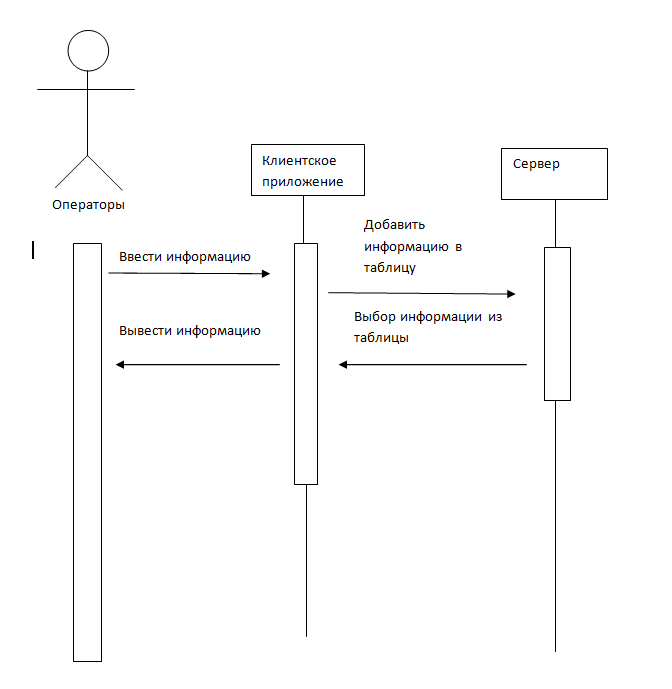 Операторы
Клиентское
приложение
Сервер
Ввести информацию
Добавить
информацию в
таблицу
Вывести информацию
Выбор информации из
таблицы